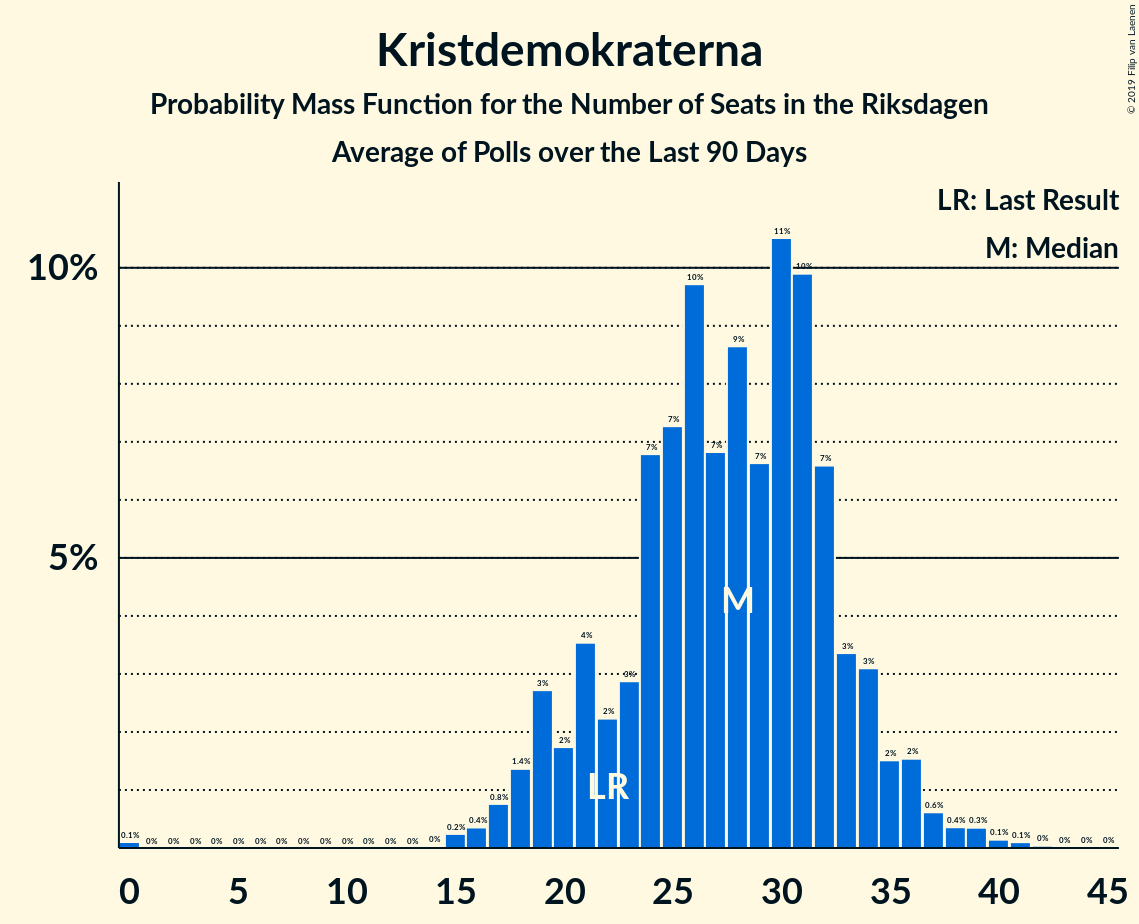 Kristdemokraterna
Probability Mass Function for the Number of Seats in the Riksdagen
Average of Polls over the Last 90 Days
© 2019 Filip van Laenen
LR: Last Result
M: Median
10%
5%
0.1% 0% 0% 0% 0% 0% 0% 0% 0% 0% 0% 0% 0% 0% 0% 0.2% 0.4% 0.8% 1.4% 3% 2% 4% 2% 3% 7% 7% 10% 7% 9% 7% 11% 10% 7% 3% 3% 2% 2% 0.6% 0.4% 0.3% 0.1% 0.1% 0% 0% 0% 0%
M
LR
0 5 10 15 20 25 30 35 40 45